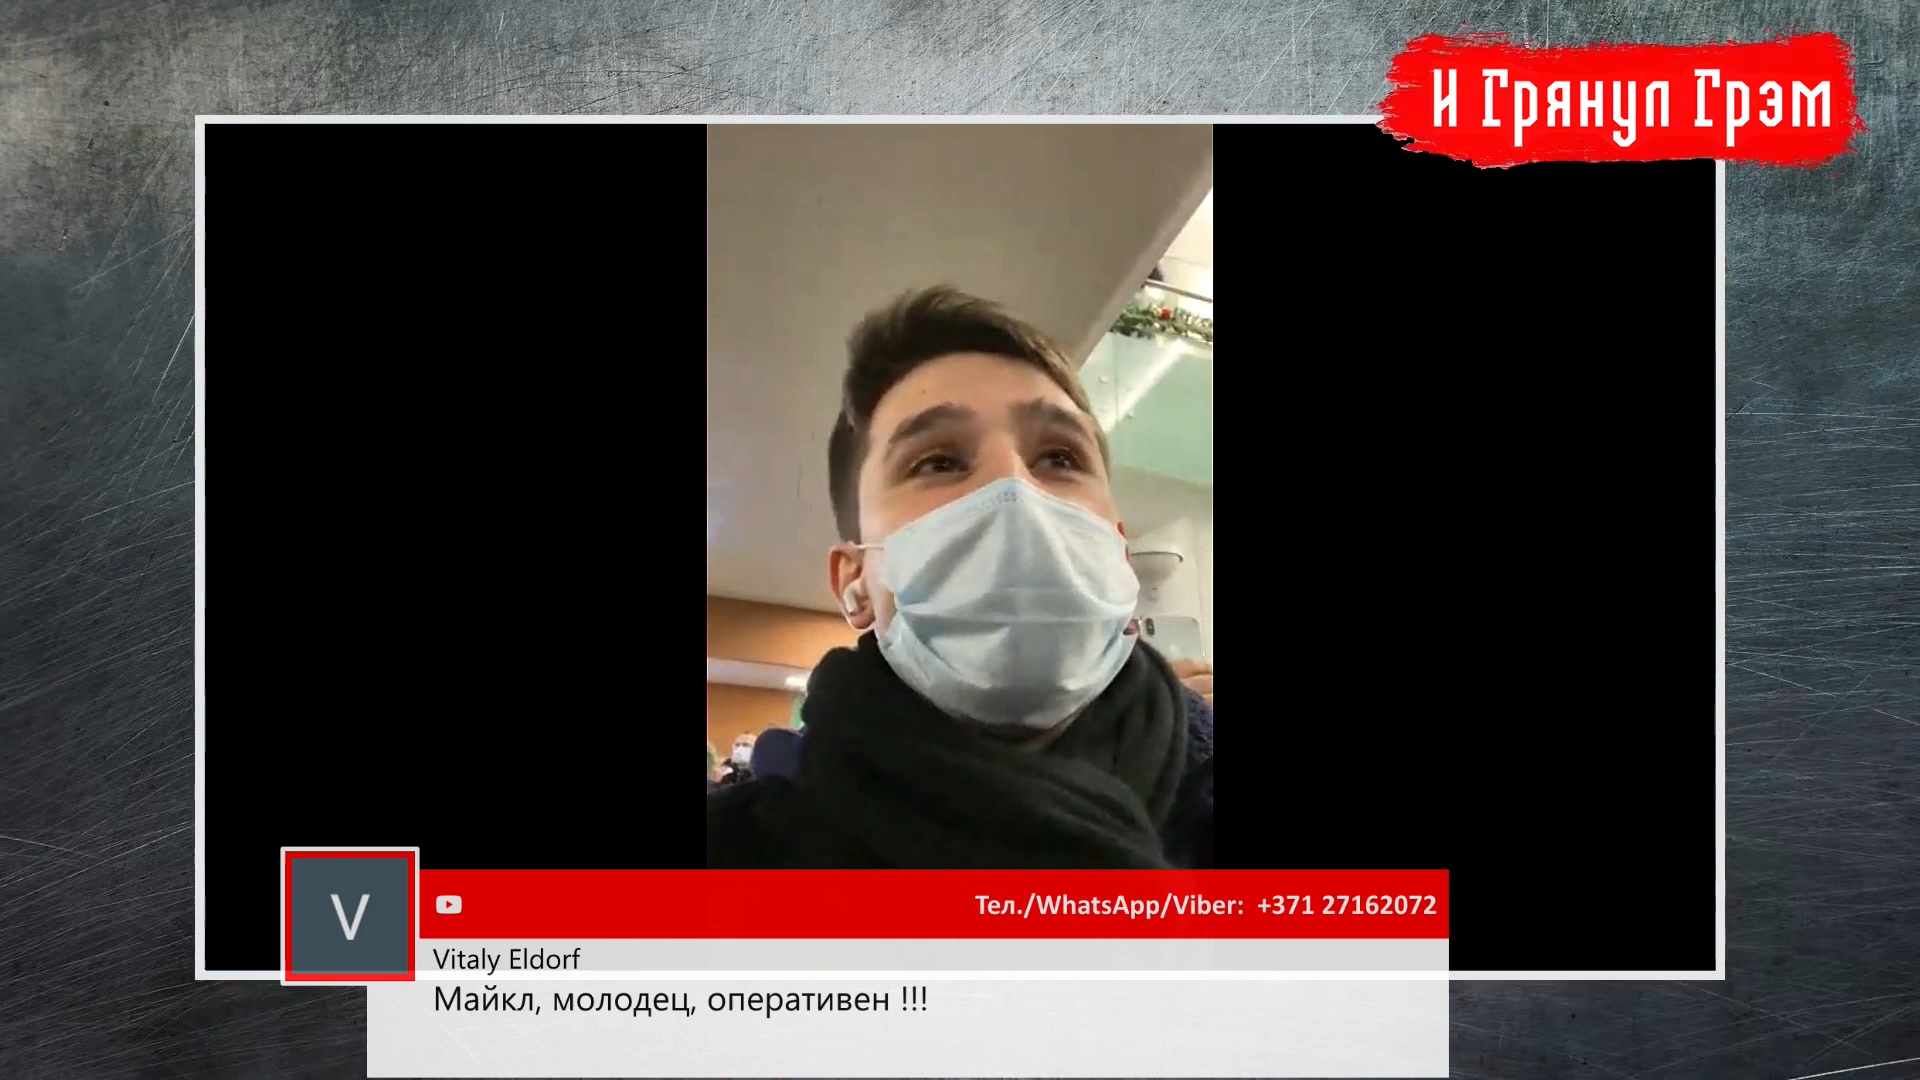 И Грянул Грэм
V
Тел./WhatsApp/Viber: +371 27162072
Vitaly Eldorf
Майкл, молодец, оперативен !!!